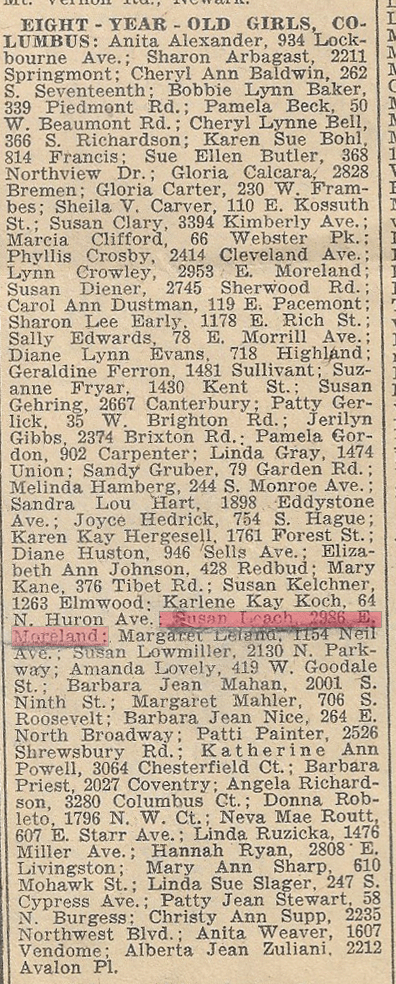 Mt. Vernon Rd., Newark.
EIGHT-YEAR-OLD GIRLS, CO-
LUMBUS: Anita Alexander, 934 Lock-
bourne Ave.; Sharon Arbagast, 2211
Springmont; Cheryl Ann Baldwin, 262
S. Seventeenth; Bobbie Lynn Baker,
339 Piedmont Rd.; Pamela Beck, 50
W. Beaumont Rd.; Cheryl Lynne Bell,
366 S. Richardson; Karen Sue Bohl,
814 Francis; Sue Ellen Butler, 368
Northview Dr.; Gloria Calcara, 2828
Bremen; Gloria Carter, 230 W. Fram-
bes; Sheila V. Carver, 110 E. Kossuth
St.; Susan Clary, 3394 Kimberly Ave.;
Marcia Clifford, 66 Webster Pk.;
Phyllis Crosby, 2414 Cleveland Ave.;
Lynn Crowley, 2953 E. Moreland;
Susan Diener, 2745 Sherwood Rd.;
Carol Ann Dustman, 119 E. Pacemont;
Sharon Lee Early, 1178 E. Rich St.;
Sally Edwards, 78 E. Morrill Ave.;
Diane Lynn Evans, 718 Highland;
Geraldine Ferron, 1481 Sullivant; Suz-
anne Fryar, 1430 Kent St.; Susan
Gehring, 2667 Canterbury; Patty Ger-
lick, 35 W. Brighton Rd.; Jerilyn
Gibbs, 2374 Brixton Rd.; Pamela Gor-
don, 902 Carpenter; Linda Gray, 1474
Union; Sandy Gruber, 79 Garden Rd.;
Melinda Hamberg, 244 S. Monroe Ave.;
Sandra Lou Hart, 1898 Eddystone
Ave.; Joyce Hedrick, 754 S. Hague;
Karen Kay Hergesell, 1761 Forest St.;
Diane Huston, 946 Sells Ave.; Eliza-
beth Ann Johnson, 428 Redbud; Mary
Kane, 376 Tibet Rd.; Susan Kelchner,
1263 Elmwood; Karlene Kay Koch, 64
N. Huron Ave.; Susan Leach, 2986 E.
Moreland; Margaret Leland, 1154 Neil
Ave.; Susan Lowmiller, 2130 N. Park-
way; Amanda Lovely, 419 W. Goodale
St.; Barbara Jean Mahan, 2001 S.
Ninth St.; Margaret Mahler, 706 S.
Roosevelt; Barbara Jean Nice, 264 E.
North Broadway; Patti Painter, 2526
Shrewsbury Rd.; Katherine Ann
Powell, 3064 Chesterfield Ct.; Barbara
Priest, 2027 Coventry; Angela Richard-
son, 3280 Columbus Ct.; Donna Rob-
leto, 1796 N. W. Ct.; Neva Mae Routt,
607 E. Starr Ave.; Linda Ruzicka, 1476
Miller Ave.; Hannah Ryan, 2808 E.
Livingston; Mary Ann Sharp, 610
Mohawk St.; Linda Sue Slager, 247 S.
Cypress Ave.; Patty Jean Stewart, 58
N. Burgess; Christy Ann Supp, 2235
Northwest Blvd.; Anita Weaver, 1607
Vendome; Alberta Jean Zuliani, 2212
Avalon Pl.